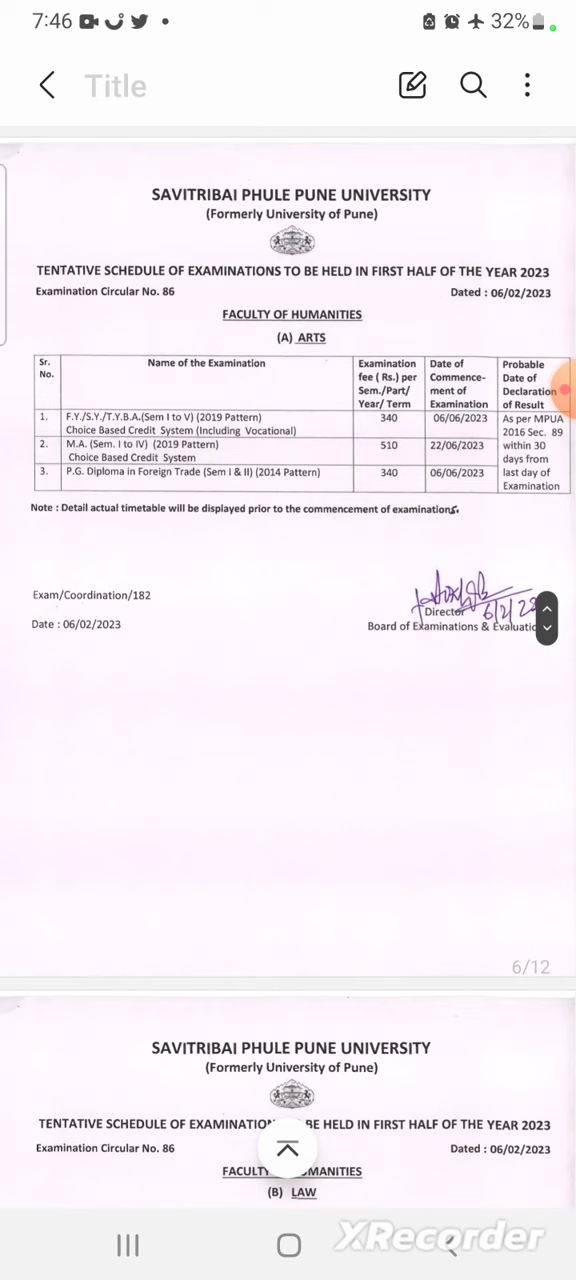 7:46
32%
Title
SAVITRIBAI PHULE PUNE UNIVERSITY
(Formerly University of Pune)
TENTATIVE SCHEDULE OF EXAMINATIONS TO BE HELD IN FIRST HALF OF THE YEAR 2023
Examination Circular No. 86 Dated : 06/02/2023
FACULTY OF HUMANITIES
(A) ARTS
Sr. No. Name of the Examination Examination fee ( Rs.) per Sem./Part/ Year/ Term Date of Commence- ment of Examination Probable Date of Declaration of Result
1. F.Y./S.Y./T.Y.B.A.(Sem I to V) (2019 Pattern) 340 06/06/2023 As per MPUA
Choice Based Credit System (Including Vocational) 2016 Sec. 89
2. M.A. (Sem. I to IV) (2019 Pattern) 510 22/06/2023 within 30
Choice Based Credit System days from
3. P.G. Diploma in Foreign Trade (Sem I & II) (2014 Pattern) 340 06/06/2023 last day of
Examination
Note : Detail actual timetable will be displayed prior to the commencement of examinations.
Exam/Coordination/182
Director 6/2/23
Date : 06/02/2023 Board of Examinations & Evaluatio
6/12
SAVITRIBAI PHULE PUNE UNIVERSITY
(Formerly University of Pune)
TENTATIVE SCHEDULE OF EXAMINATION BE HELD IN FIRST HALF OF THE YEAR 2023
Examination Circular No. 86 Dated : 06/02/2023
FACULTY HUMANITIES
(B) LAW
XRecorder